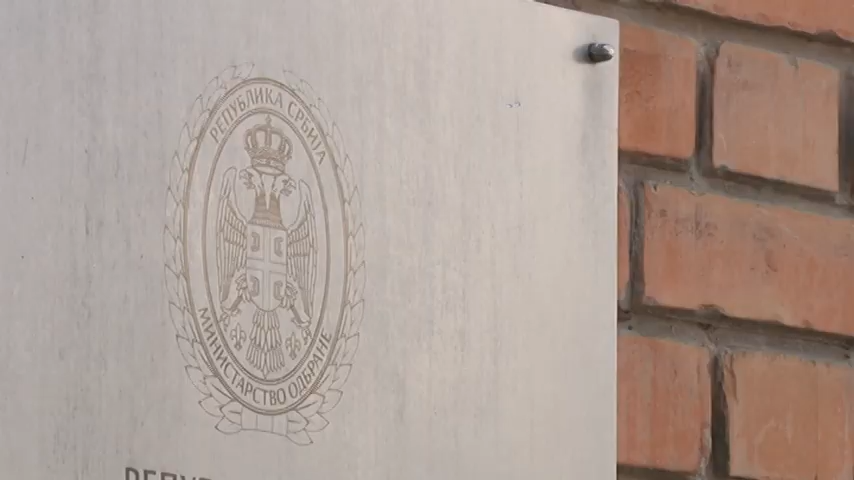 РЕПУБЛИКА СРБИЈА
МИНИСТАРСТВО ОДБРАНЕ